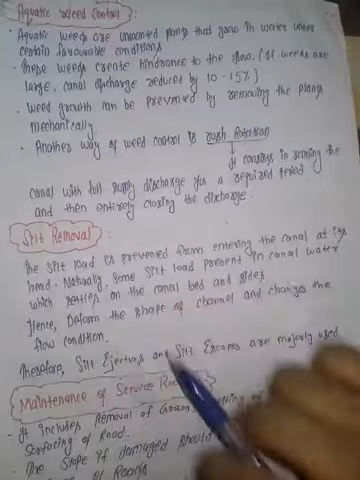 Aquatic Weed Control:
• Aquatic weeds are unwanted plants that grow in water under
certain favourable conditions
• These weeds create hindrance to the flow. (If weeds are
large, canal discharge reduced by 10-15%)
• Weed growth can be prevented by removing the plants
mechanically.
• Another way of weed control is rush Rotation
It consists in running the
canal with full supply discharge for a required period
and then entirely closing the discharge.
Silt Removal
The silt load is prevented from entering the canal at its
head. Naturally, some silt load present in canal water
which settles on the canal bed and sides
Hence, Deform the shape of channel and changes the
flow condition.
Therefore, Silt Ejectors and Silt Escapes are majorly used
Maintenance of Service
• It includes Removal of Grass,
Surfacing of Road.
• The Slope if damaged should
of Roads